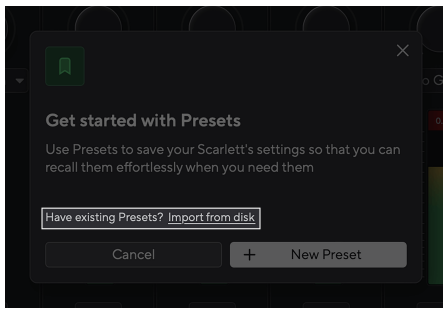 Get started with Presets
Use Presets to save your Scarlett's settings so that you can
recall them effortlessly when you need them
Have existing Presets? Import from disk
Cancel
+ New Preset